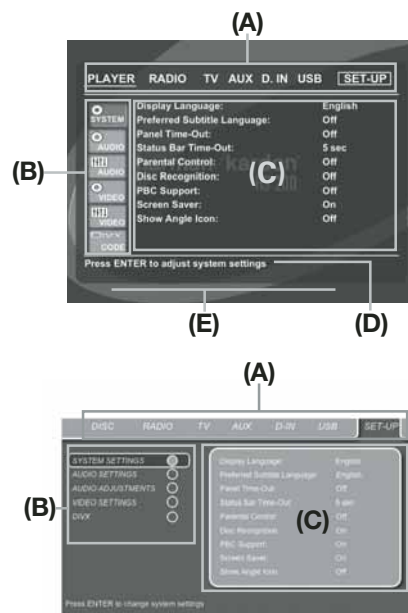 (A)
PLAYER RADIO TV AUX D. IN USB SET-UP
SYSTEM
AUDIO
AUDIO
VIDEO
VIDEO
CODE
(B)
Display Language: English
Preferred Subtitle Language: Off
Panel Time-Out: Off
Status Bar Time-Out: 5 sec
Parental Control: Off
Disc Recognition: Off
PBC Support: Off
Screen Saver: On
Show Angle Icon: Off
(C)
Press ENTER to adjust system settings
(E) (D)
(A)
DISC RADIO TV AUX D-IN USB SET-UP
(B)
SYSTEM SETTINGS
AUDIO SETTINGS
AUDIO ADJUSTMENTS
VIDEO SETTINGS
DIVX
Display Language: English
Preferred Subtitle Language: English
Panel Time-Out: Off
Status Bar Time-Out: 5 sec
Parental Control: Off
Disc Recognition: On
PBC Support: On
Screen Saver: On
Show Angle Icon: Off
(C)
Press ENTER to change system settings